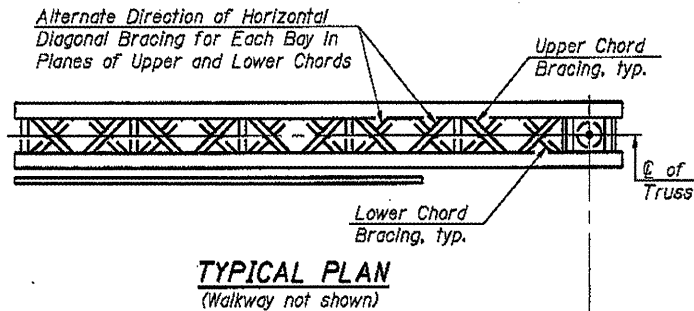 Alternate Direction of Horizontal
Diagonal Bracing for Each Bay In
Planes of Upper and Lower Chords
Upper Chord
Bracing, typ.
℄ of
Truss
Lower Chord
Bracing, typ.
TYPICAL PLAN
(Walkway not shown)